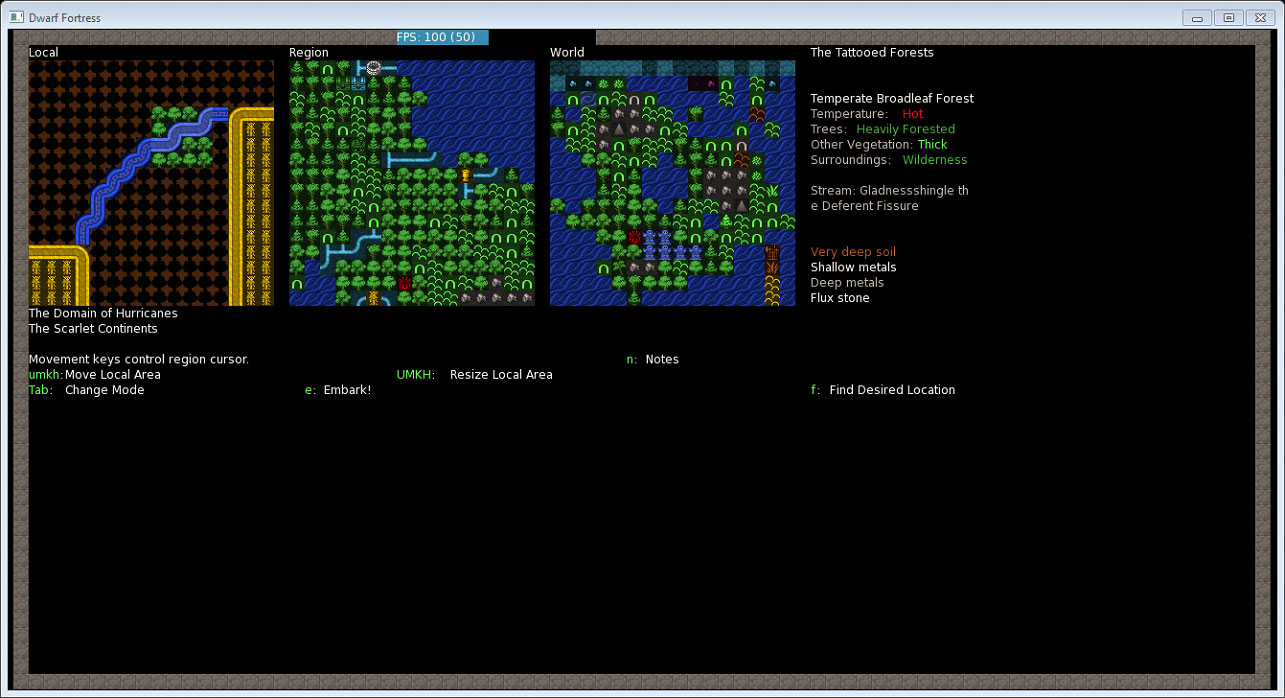 Dwarf Fortress
FPS: 100 (50)
Local Region World The Tattooed Forests
Temperate Broadleaf Forest
Temperature: Hot
Trees: Heavily Forested
Other Vegetation: Thick
Surroundings: Wilderness
Stream: Gladnessshingle th
e Deferent Fissure
Very deep soil
Shallow metals
Deep metals
Flux stone
The Domain of Hurricanes
The Scarlet Continents
Movement keys control region cursor. n: Notes
umkh: Move Local Area UMKH: Resize Local Area
Tab: Change Mode e: Embark! f: Find Desired Location